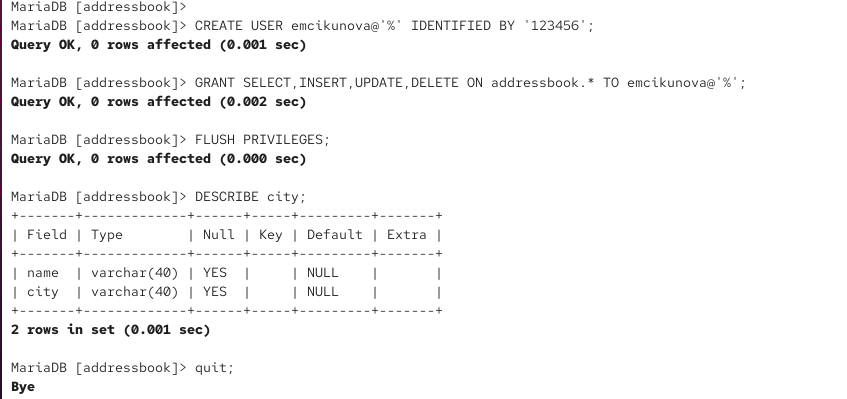 MariaDB [addressbook]>
MariaDB [addressbook]> CREATE USER emcikunova@'%' IDENTIFIED BY '123456';
Query OK, 0 rows affected (0.001 sec)
MariaDB [addressbook]> GRANT SELECT,INSERT,UPDATE,DELETE ON addressbook.* TO emcikunova@'%';
Query OK, 0 rows affected (0.002 sec)
MariaDB [addressbook]> FLUSH PRIVILEGES;
Query OK, 0 rows affected (0.000 sec)
MariaDB [addressbook]> DESCRIBE city;
+-------+-------------+------+-----+---------+-------+
| Field | Type        | Null | Key | Default | Extra |
+-------+-------------+------+-----+---------+-------+
| name  | varchar(40) | YES  |     | NULL    |       |
| city  | varchar(40) | YES  |     | NULL    |       |
+-------+-------------+------+-----+---------+-------+
2 rows in set (0.001 sec)
MariaDB [addressbook]> quit;
Bye